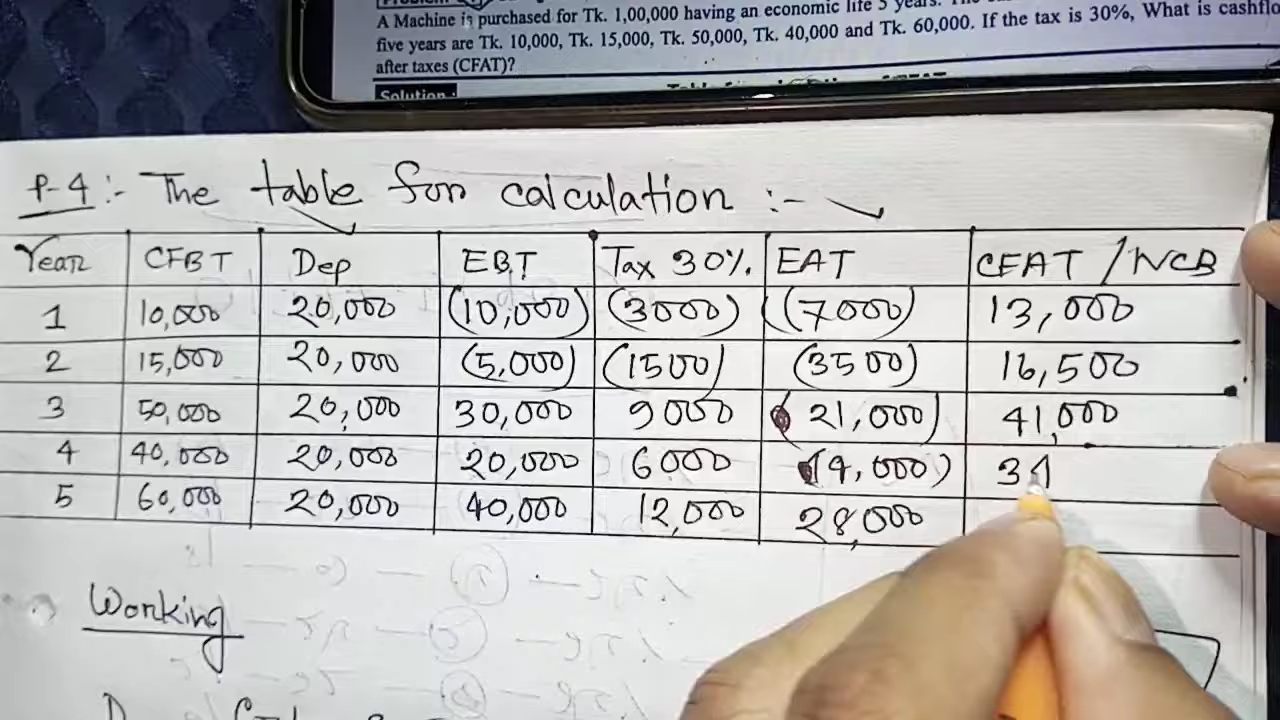 A Machine is purchased for Tk. 1,00,000 having an economic life 5 years.
five years are Tk. 10,000, Tk. 15,000, Tk. 50,000, Tk. 40,000 and Tk. 60,000. If the tax is 30%, What is cashflo
after taxes (CFAT)?
Solution :
P-4 :- The table for calculation :-
Year CFBT Dep EBT Tax 30%. EAT CFAT / NCB
1 10,000 20,000 (10,000) (3000) (7000) 13,000
2 15,000 20,000 (5,000) (1500) (3500) 16,500
3 50,000 20,000 30,000 9000 (21,000) 41,000
4 40,000 20,000 20,000 6000 (14,000) 34
5 60,000 20,000 40,000 12,000 28,000
Working